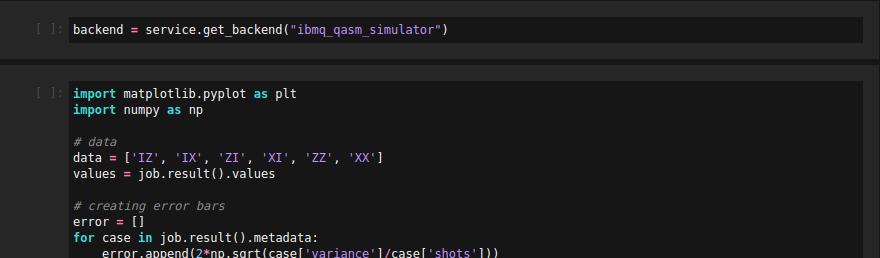 [ ]: backend = service.get_backend("ibmq_qasm_simulator")
[ ]: import matplotlib.pyplot as plt
import numpy as np
# data
data = ['IZ', 'IX', 'ZI', 'XI', 'ZZ', 'XX']
values = job.result().values
# creating error bars
error = []
for case in job.result().metadata:
error.append(2*np.sqrt(case['variance']/case['shots']))